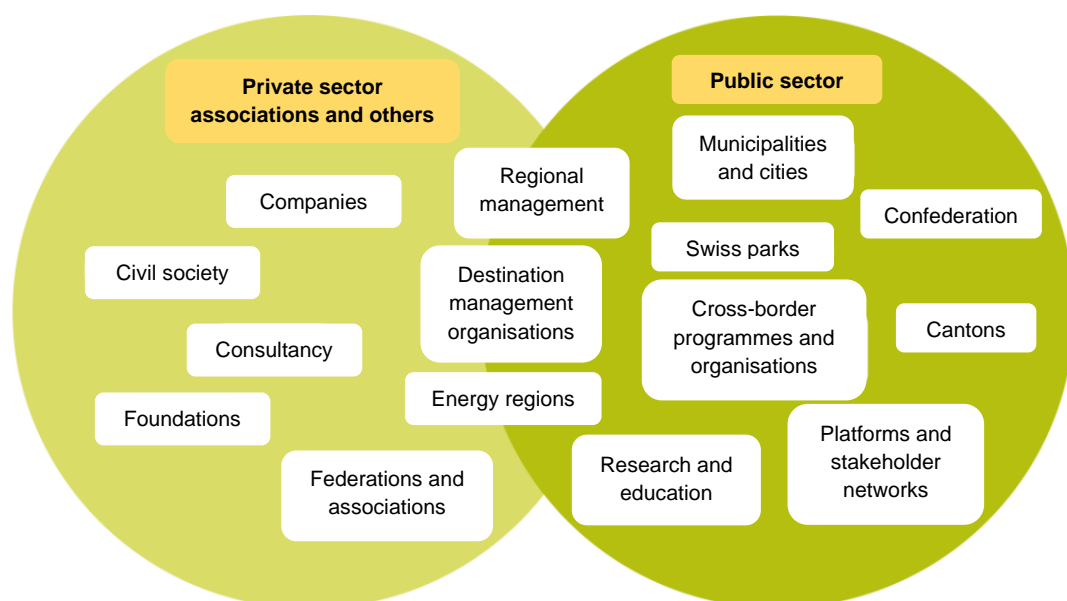 Private sector
associations and others
Public sector
Municipalities
and cities
Regional
management
Companies
Confederation
Swiss parks
Civil society
Destination
management
organisations
Cross-border
programmes and
organisations
Cantons
Consultancy
Energy regions
Foundations
Platforms and
stakeholder
networks
Research and
education
Federations and
associations